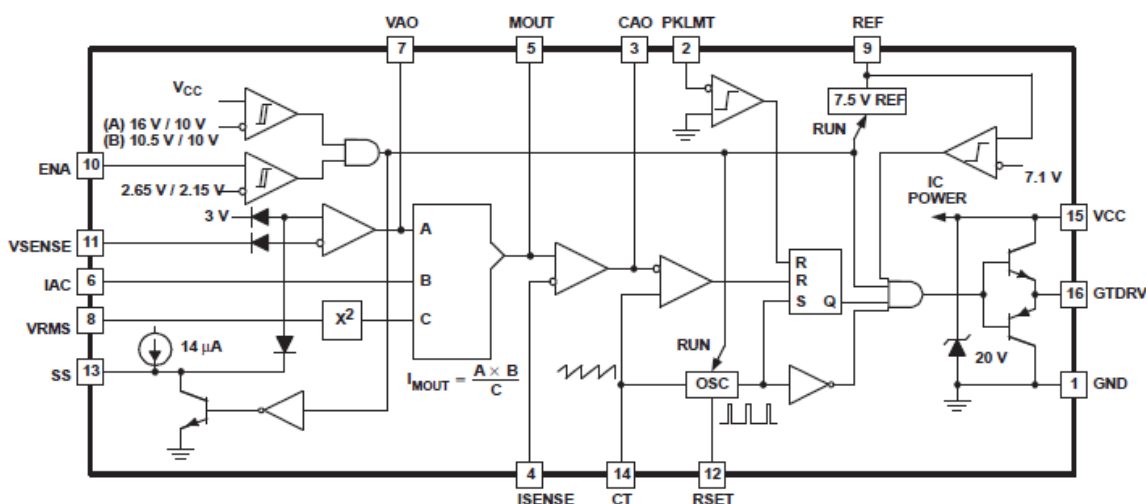 VAO MOUT CAO PKLMT REF
7 5 3 2 9
VCC
(A) 16 V / 10 V
(B) 10.5 V / 10 V
7.5 V REF
RUN
10
ENA
2.65 V / 2.15 V
7.1 V
IC
POWER
3 V
15 VCC
11
VSENSE
A
6
IAC
B
R
R
S Q
16 GTDRV
8
VRMS
X2
C
14 µA
RUN
20 V
13
SS
IMOUT = A × B
C
OSC
1 GND
4 14 12
ISENSE CT RSET